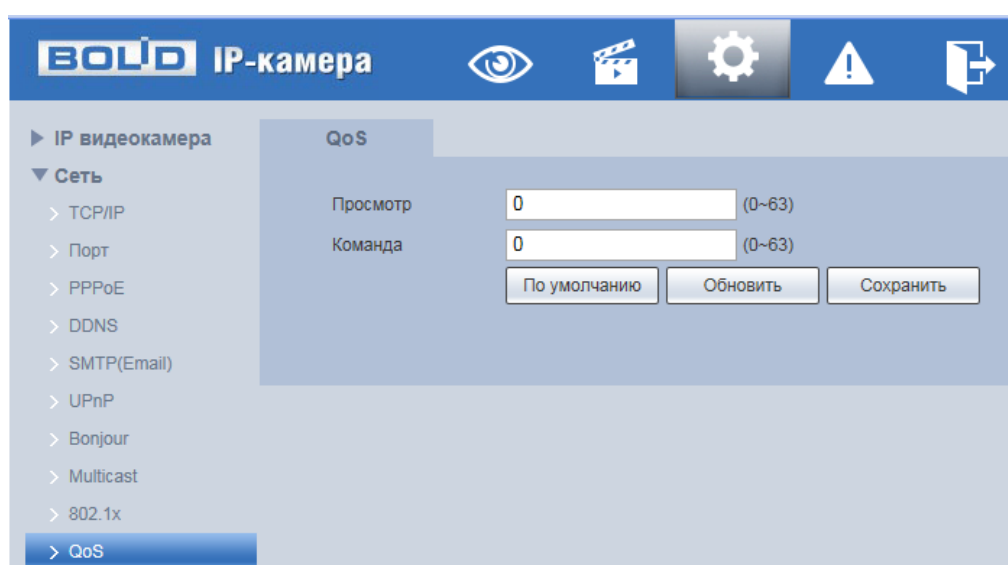 BOLID IP-камера
IP видеокамера
Сеть
TCP/IP
Порт
PPPoE
DDNS
SMTP(Email)
UPnP
Bonjour
Multicast
802.1x
QoS
QoS
Просмотр 0 (0~63)
Команда 0 (0~63)
По умолчанию Обновить Сохранить